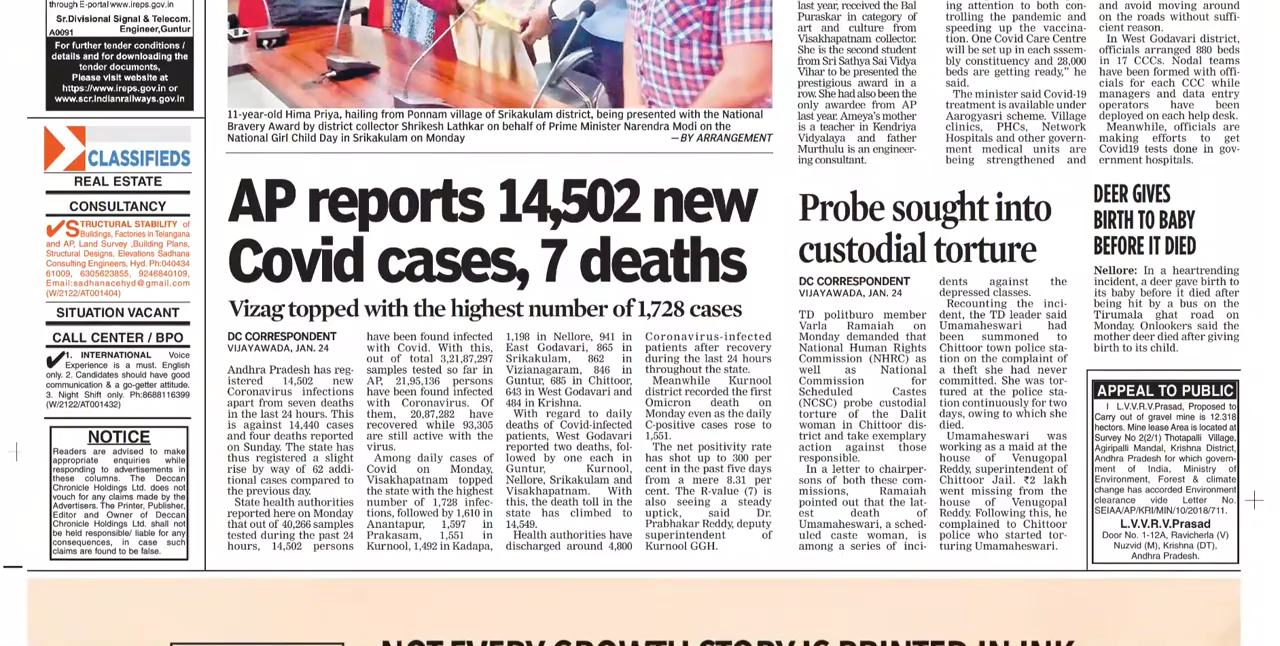 through E-portal www.ireps.gov.in
Sr.Divisional Signal & Telecom.
A0091 Engineer,Guntur
For further tender conditions /
details and for downloading the
tender documents,
Please visit website at
https://www.ireps.gov.in or
www.scr.indianrailways.gov.in
CLASSIFIEDS
REAL ESTATE
CONSULTANCY
STRUCTURAL STABILITY of
Buildings, Factories in Telangana
and AP, Land Survey ,Building Plans,
Structural Designs, Elevations Sadhana
Consulting Engineers, Hyd. Ph:040434
61009, 6305623855, 9246840109,
Email:sadhanacehyd@gmail.com
(W/2122/AT001404)
SITUATION VACANT
CALL CENTER / BPO
1. INTERNATIONAL Voice
Experience is a must. English
only. 2. Candidates should have good
communication & a go-getter attitude.
3. Night Shift only. Ph:8688116399
(W/2122/AT001432)
NOTICE
Readers are advised to make
appropriate enquiries while
responding to advertisements in
these columns. The Deccan
Chronicle Holdings Ltd. does not
vouch for any claims made by the
Advertisers. The Printer, Publisher,
Editor and Owner of Deccan
Chronicle Holdings Ltd. shall not
be held responsible/ liable for any
consequences, in case such
claims are found to be false.
11-year-old Hima Priya, hailing from Ponnam village of Srikakulam district, being presented with the National
Bravery Award by district collector Shrikesh Lathkar on behalf of Prime Minister Narendra Modi on the
National Girl Child Day in Srikakulam on Monday —BY ARRANGEMENT
AP reports 14,502 new
Covid cases, 7 deaths
Vizag topped with the highest number of 1,728 cases
DC CORRESPONDENT
VIJAYAWADA, JAN. 24
Andhra Pradesh has reg-
istered 14,502 new
Coronavirus infections
apart from seven deaths
in the last 24 hours. This
is against 14,440 cases
and four deaths reported
on Sunday. The state has
thus registered a slight
rise by way of 62 addi-
tional cases compared to
the previous day.
State health authorities
reported here on Monday
that out of 40,266 samples
tested during the past 24
hours, 14,502 persons
have been found infected
with Covid. With this,
out of total 3,21,87,297
samples tested so far in
AP, 21,95,136 persons
have been found infected
with Coronavirus. Of
them, 20,87,282 have
recovered while 93,305
are still active with the
virus.
Among daily cases of
Covid on Monday,
Visakhapatnam topped
the state with the highest
number of 1,728 infec-
tions, followed by 1,610 in
Anantapur, 1,597 in
Prakasam, 1,551 in
Kurnool, 1,492 in Kadapa,
1,198 in Nellore, 941 in
East Godavari, 865 in
Srikakulam, 862 in
Vizianagaram, 846 in
Guntur, 685 in Chittoor,
643 in West Godavari and
484 in Krishna.
With regard to daily
deaths of Covid-infected
patients, West Godavari
reported two deaths, fol-
lowed by one each in
Guntur, Kurnool,
Nellore, Srikakulam and
Visakhapatnam. With
this, the death toll in the
state has climbed to
14,549.
Health authorities have
discharged around 4,800
Coronavirus-infected
patients after recovery
during the last 24 hours
throughout the state.
Meanwhile Kurnool
district recorded the first
Omicron death on
Monday even as the daily
C-positive cases rose to
1,551.
The net positivity rate
has shot up to 300 per
cent in the past five days
from a mere 8.31 per
cent. The R-value (7) is
also seeing a steady
uptick, said Dr.
Prabhakar Reddy, deputy
superintendent of
Kurnool GGH.
last year, received the Bal
Puraskar in category of
art and culture from
Visakhapatnam collector.
She is the second student
from Sri Sathya Sai Vidya
Vihar to be presented the
prestigious award in a
row. She had also been the
only awardee from AP
last year. Ameya's mother
is a teacher in Kendriya
Vidyalaya and father
Murthulu is an engineer-
ing consultant.
ing attention to both con-
trolling the pandemic and
speeding up the vaccina-
tion. One Covid Care Centre
will be set up in each sssem-
bly constituency and 28,000
beds are getting ready," he
said.
The minister said Covid-19
treatment is available under
Aarogyasri scheme. Village
clinics, PHCs, Network
Hospitals and other govern-
ment medical units are
being strengthened and
and avoid moving around
on the roads without suffi-
cient reason.
In West Godavari district,
officials arranged 880 beds
in 17 CCCs. Nodal teams
have been formed with offi-
cials for each CCC while
managers and data entry
operators have been
deployed on each help desk.
Meanwhile, officials are
making efforts to get
Covid19 tests done in gov-
ernment hospitals.
Probe sought into
custodial torture
DC CORRESPONDENT
VIJAYAWADA, JAN. 24
TD politburo member
Varla Ramaiah on
Monday demanded that
National Human Rights
Commission (NHRC) as
well as National
Commission for
Scheduled Castes
(NCSC) probe custodial
torture of the Dalit
woman in Chittoor dis-
trict and take exemplary
action against those
responsible.
In a letter to chairper-
sons of both these com-
missions, Ramaiah
pointed out that the lat-
est death of
Umamaheswari, a sched-
uled caste woman, is
among a series of inci-
dents against the
depressed classes.
Recounting the inci-
dent, the TD leader said
Umamaheswari had
been summoned to
Chittoor town police sta-
tion on the complaint of
a theft she had never
committed. She was tor-
tured at the police sta-
tion continuously for two
days, owing to which she
died.
Umamaheswari was
working as a maid at the
house of Venugopal
Reddy, superintendent of
Chittoor Jail. ₹2 lakh
went missing from the
house of Venugopal
Reddy. Following this, he
complained to Chittoor
police who started tor-
turing Umamaheswari.
DEER GIVES
BIRTH TO BABY
BEFORE IT DIED
Nellore: In a heartrending
incident, a deer gave birth to
its baby before it died after
being hit by a bus on the
Tirumala ghat road on
Monday. Onlookers said the
mother deer died after giving
birth to its child.
APPEAL TO PUBLIC
I L.V.V.R.V.Prasad, Proposed to
Carry out of gravel mine is 12.318
hectors. Mine lease Area is located at
Survey No 2(2/1) Thotapalli Village,
Agiripalli Mandal, Krishna District,
Andhra Pradesh for which govern-
ment of India, Ministry of
Environment, Forest & climate
change has accorded Environment
clearance vide Letter No.
SEIAA/AP/KRI/MIN/10/2018/711.
L.V.V.R.V.Prasad
Door No. 1-12A, Ravicherla (V)
Nuzvid (M), Krishna (DT),
Andhra Pradesh.
NOT EVERY GROWTH STORY IS PRINTED IN INK